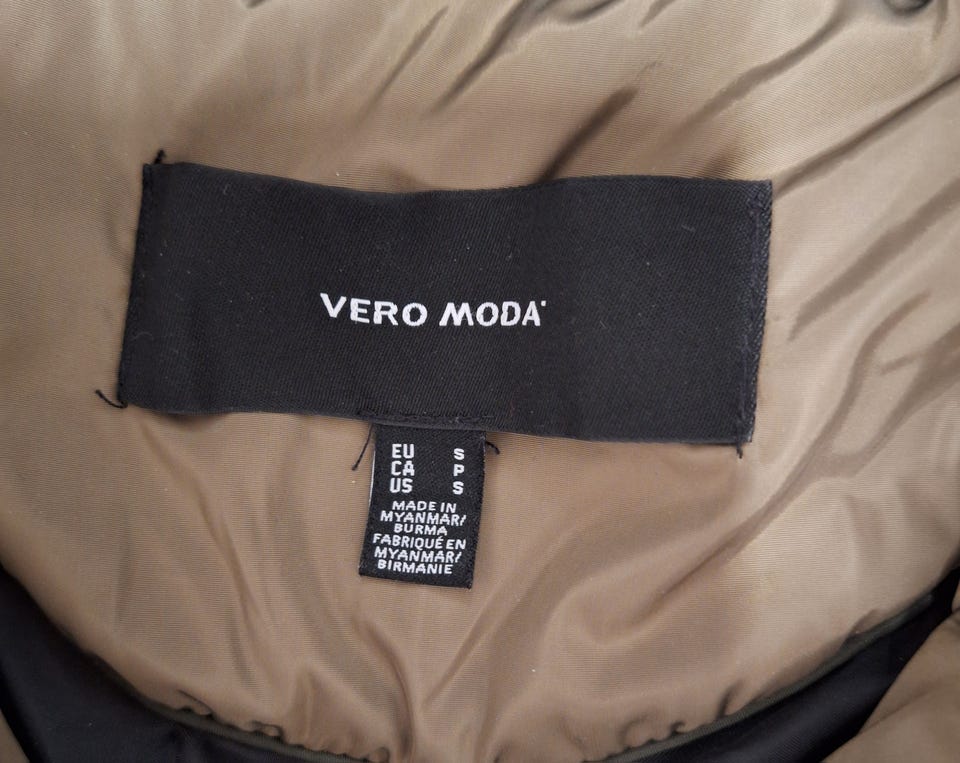 VERO MODA
EU S
CA P
US S
MADE IN
MYANMAR/
BURMA
FABRIQUÉ EN
MYANMAR/
BIRMANIE